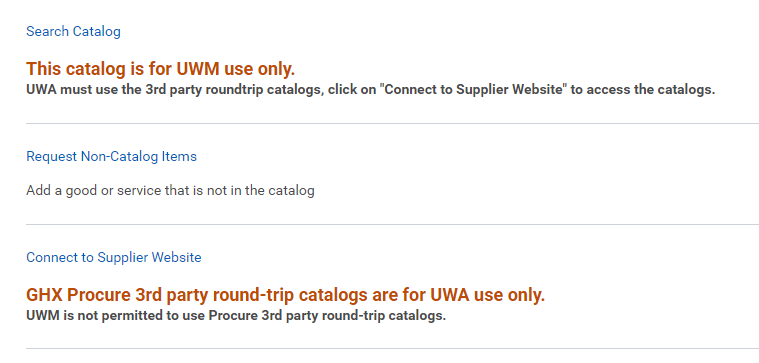 Search Catalog
This catalog is for UWM use only.
UWA must use the 3rd party roundtrip catalogs, click on "Connect to Supplier Website" to access the catalogs.
Request Non-Catalog Items
Add a good or service that is not in the catalog
Connect to Supplier Website
GHX Procure 3rd party round-trip catalogs are for UWA use only.
UWM is not permitted to use Procure 3rd party round-trip catalogs.